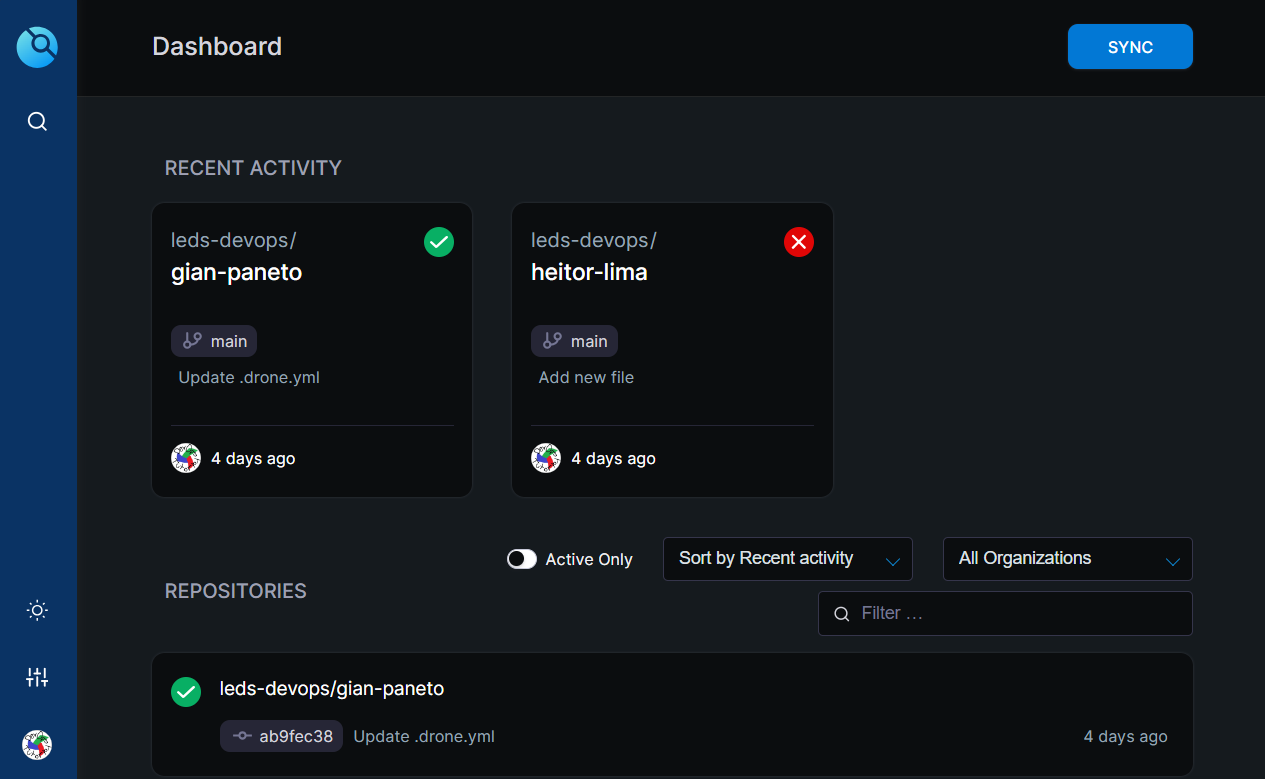 Dashboard
SYNC
RECENT ACTIVITY
leds-devops/
gian-paneto
main
Update .drone.yml
4 days ago
leds-devops/
heitor-lima
main
Add new file
4 days ago
Active Only
Sort by Recent activity
All Organizations
REPOSITORIES
Filter ...
leds-devops/gian-paneto
ab9fec38 Update .drone.yml
4 days ago